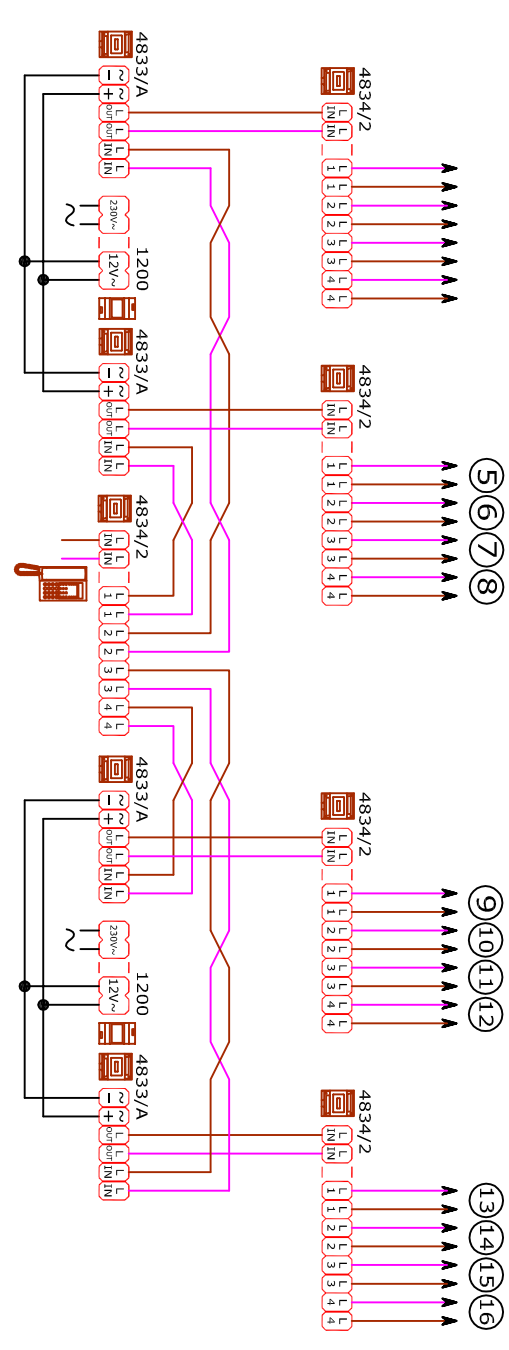 5 6 7 8 9 10 11 12 13 14 15 16
4834/2
L L L L L L L L L L
IN IN 1 1 2 2 3 3 4 4
4834/2
L L L L L L L L L L
IN IN 1 1 2 2 3 3 4 4
4834/2
L L L L L L L L L L
IN IN 1 1 2 2 3 3 4 4
4834/2
L L L L L L L L L L
IN IN 1 1 2 2 3 3 4 4
4833/A
~ ~ L L L L
− + OUT OUT IN IN
1200
230V~ 12V~
~
4833/A
~ ~ L L L L
− + OUT OUT IN IN
4834/2
L L L L L L L L L L
IN IN 1 1 2 2 3 3 4 4
4833/A
~ ~ L L L L
− + OUT OUT IN IN
1200
230V~ 12V~
~
4833/A
~ ~ L L L L
− + OUT OUT IN IN